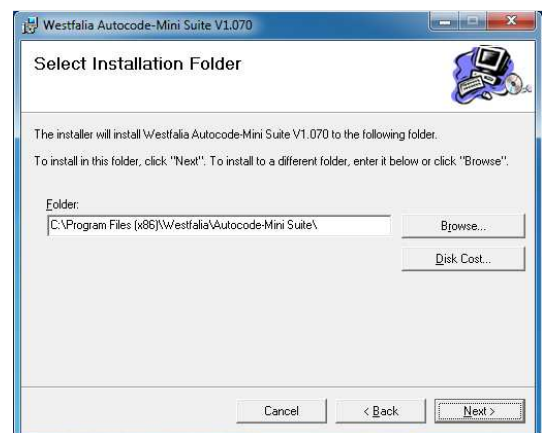 Westfalia Autocode-Mini Suite V1.070
Select Installation Folder
The installer will install Westfalia Autocode-Mini Suite V1.070 to the following folder.
To install in this folder, click "Next". To install to a different folder, enter it below or click "Browse".
Folder:
C:\Program Files (x86)\Westfalia\Autocode-Mini Suite\
Browse...
Disk Cost...
Cancel
< Back
Next >